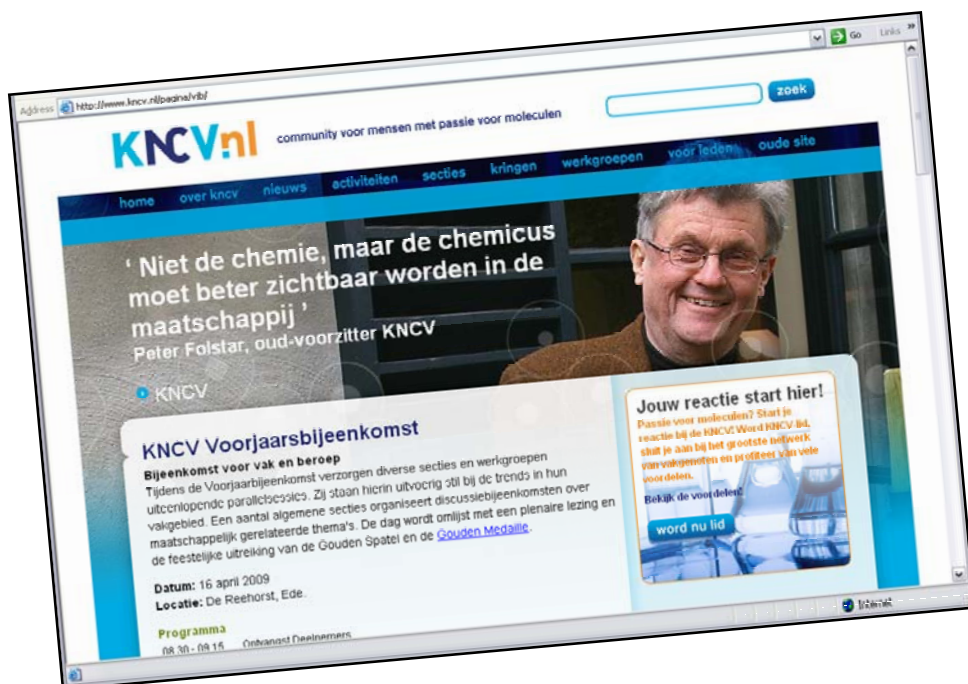 Address http://www.kncv.nl/pagina/vjb/ Go Links »
KNCV.nl community voor mensen met passie voor moleculen zoek
home over kncv nieuws activiteiten secties kringen werkgroepen voor leden oude site
‘ Niet de chemie, maar de chemicus
moet beter zichtbaar worden in de
maatschappij ’
Peter Folstar, oud-voorzitter KNCV
KNCV
KNCV Voorjaarsbijeenkomst
Bijeenkomst voor vak en beroep
Tijdens de Voorjaarsbijeenkomst verzorgen diverse secties en werkgroepen
uiteenlopende parallelsessies. Zij staan hierin uitvoerig stil bij de trends in hun
vakgebied. Een aantal algemene secties organiseert discussiebijeenkomsten over
maatschappelijk gerelateerde thema's. De dag wordt omlijst met een plenaire lezing en
de feestelijke uitreiking van de Gouden Spatel en de Gouden Medaille.
Datum: 16 april 2009
Locatie: De Reehorst, Ede.
Programma
08.30 - 09.15 Ontvangst Deelnemers
Jouw reactie start hier!
Passie voor moleculen? Start je
reactie bij de KNCV! Word KNCV-lid,
sluit je aan bij het grootste netwerk
van vakgenoten en profiteer van vele
voordelen.
Bekijk de voordelen!
word nu lid
Internet